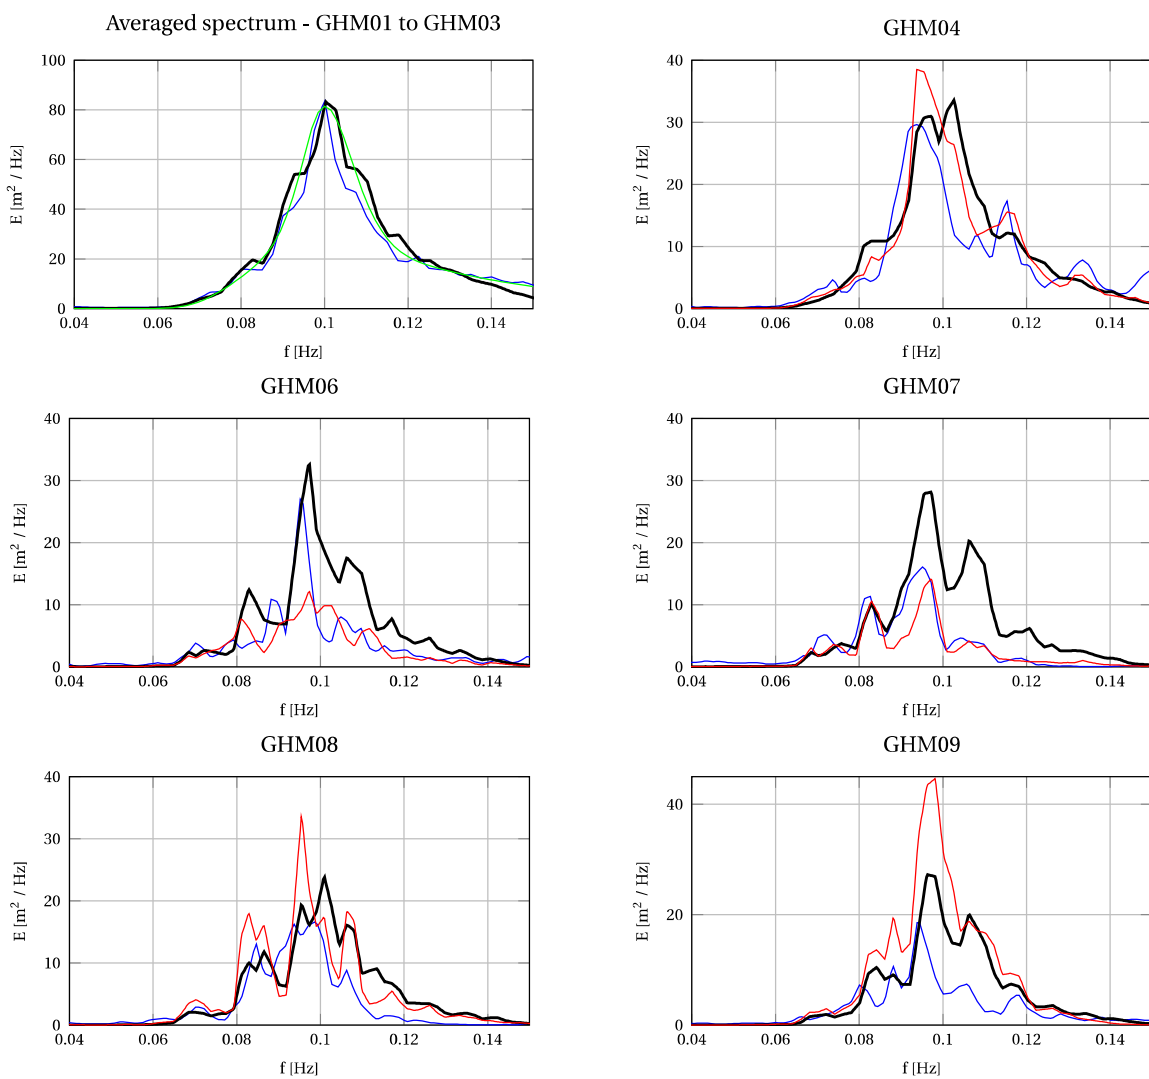 Averaged spectrum - GHM01 to GHM03
100
80
60
40
20
0
E [m² / Hz]
0.04 0.06 0.08 0.1 0.12 0.14
f [Hz]
GHM04
40
30
20
10
0
E [m² / Hz]
0.04 0.06 0.08 0.1 0.12 0.14
f [Hz]
GHM06
40
30
20
10
0
E [m² / Hz]
0.04 0.06 0.08 0.1 0.12 0.14
f [Hz]
GHM07
40
30
20
10
0
E [m² / Hz]
0.04 0.06 0.08 0.1 0.12 0.14
f [Hz]
GHM08
40
30
20
10
0
E [m² / Hz]
0.04 0.06 0.08 0.1 0.12 0.14
f [Hz]
GHM09
40
20
0
E [m² / Hz]
0.04 0.06 0.08 0.1 0.12 0.14
f [Hz]